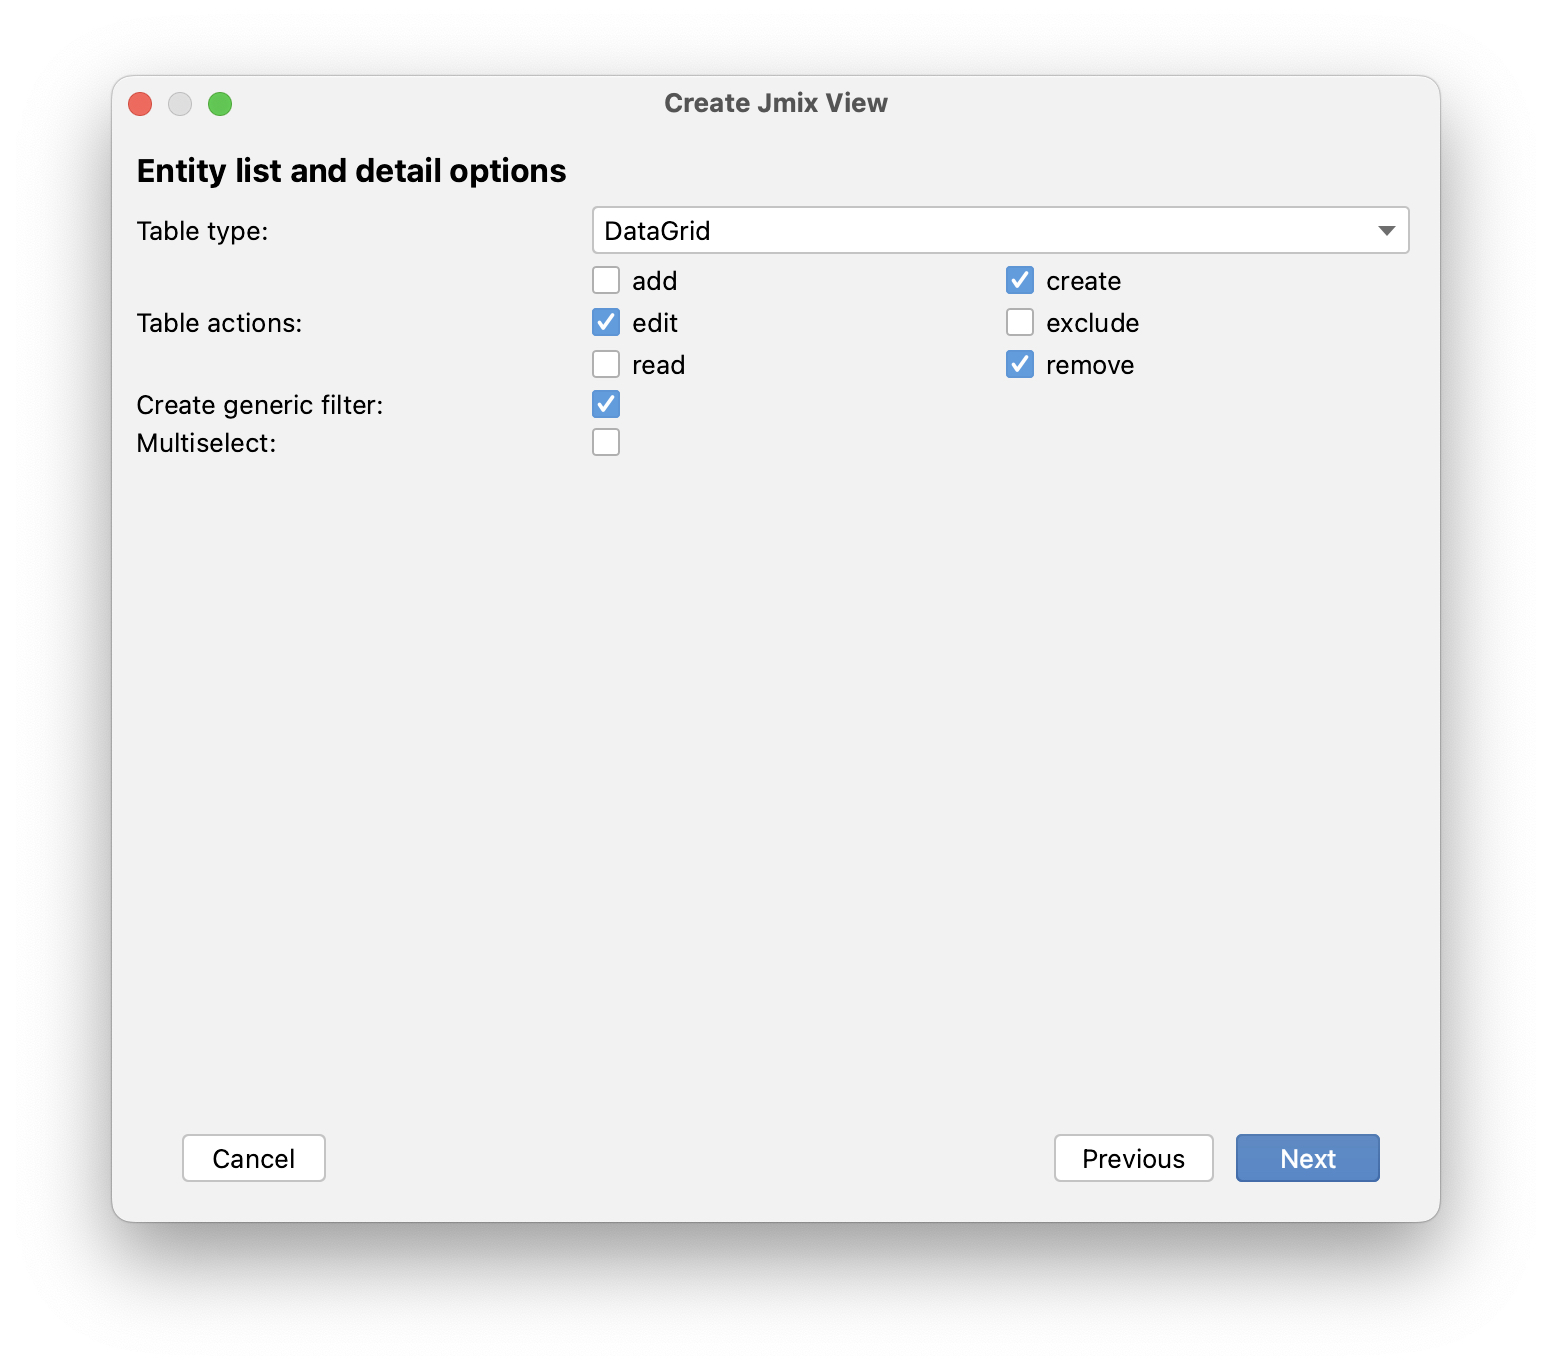 Create Jmix View
Entity list and detail options
Table type: DataGrid
add create
Table actions: edit exclude
read remove
Create generic filter:
Multiselect:
Cancel Previous Next